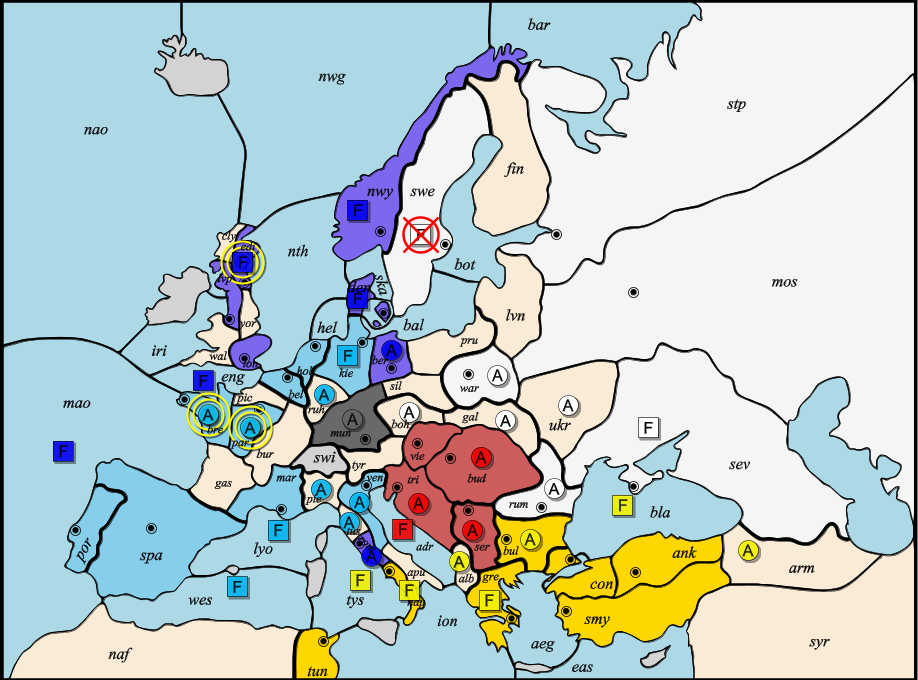 bar
nwg
stp
nao
fin
nwy
swe
cly
edi
nth
bot
ska
mos
lvp
den
lvn
yor
hel
bal
iri
wal
lon
pru
hol
kie
ber
eng
war
mao
bel
sil
pic
ruh
F
A
bre
par
mun
boh
gal
ukr
bur
vie
swi
tyr
bud
sev
gas
mar
pie
ven
tri
rum
por
spa
tus
bla
lyo
adr
ser
bul
ank
arm
apu
alb
gre
con
wes
tys
nap
ion
smy
aeg
syr
naf
eas
tun